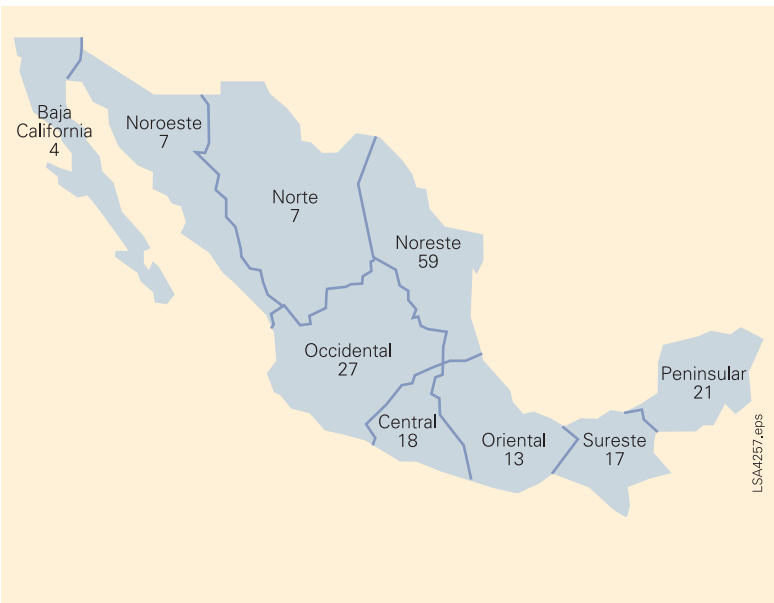 Baja
California
4
Noroeste
7
Norte
7
Noreste
59
Occidental
27
Central
18
Oriental
13
Sureste
17
Peninsular
21
LSA4257.eps